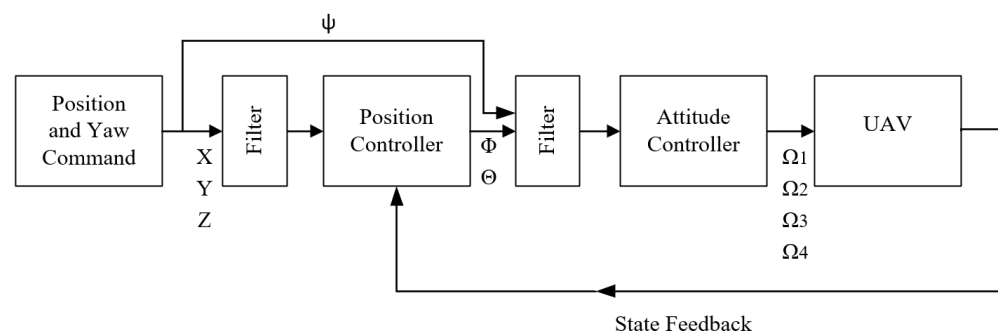 ψ
Position
and Yaw
Command
X
Y
Z
Filter
Position
Controller
Φ
Θ
Filter
Attitude
Controller
Ω1
Ω2
Ω3
Ω4
UAV
State Feedback